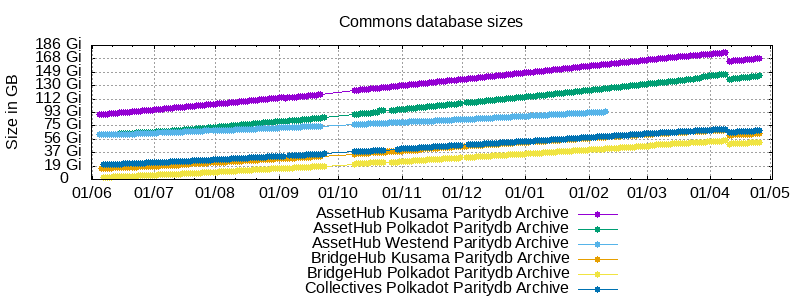 Commons database sizes
Size in GB
186 Gi
168 Gi
149 Gi
130 Gi
112 Gi
93 Gi
75 Gi
56 Gi
37 Gi
19 Gi
0
01/06 01/07 01/08 01/09 01/10 01/11 01/12 01/01 01/02 01/03 01/04 01/05
AssetHub Kusama Paritydb Archive
AssetHub Polkadot Paritydb Archive
AssetHub Westend Paritydb Archive
BridgeHub Kusama Paritydb Archive
BridgeHub Polkadot Paritydb Archive
Collectives Polkadot Paritydb Archive